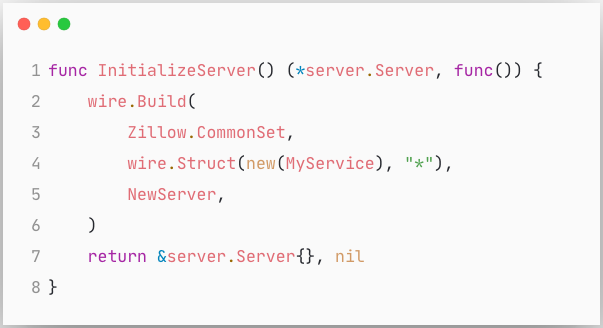 1 func InitializeServer() (*server.Server, func()) {
2     wire.Build(
3         Zillow.CommonSet,
4         wire.Struct(new(MyService), "*"),
5         NewServer,
6     )
7     return &server.Server{}, nil
8 }